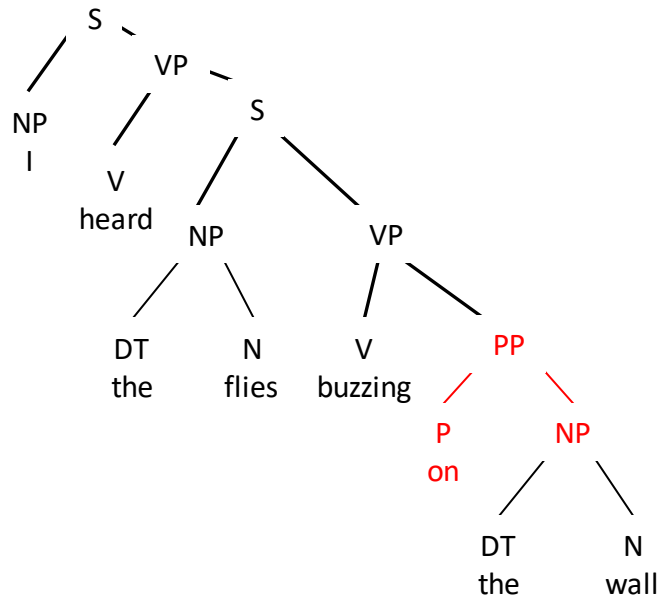 S
VP
S
NP
I
V
heard
NP
VP
DT
the
N
flies
V
buzzing
PP
P
on
NP
DT
the
N
wall